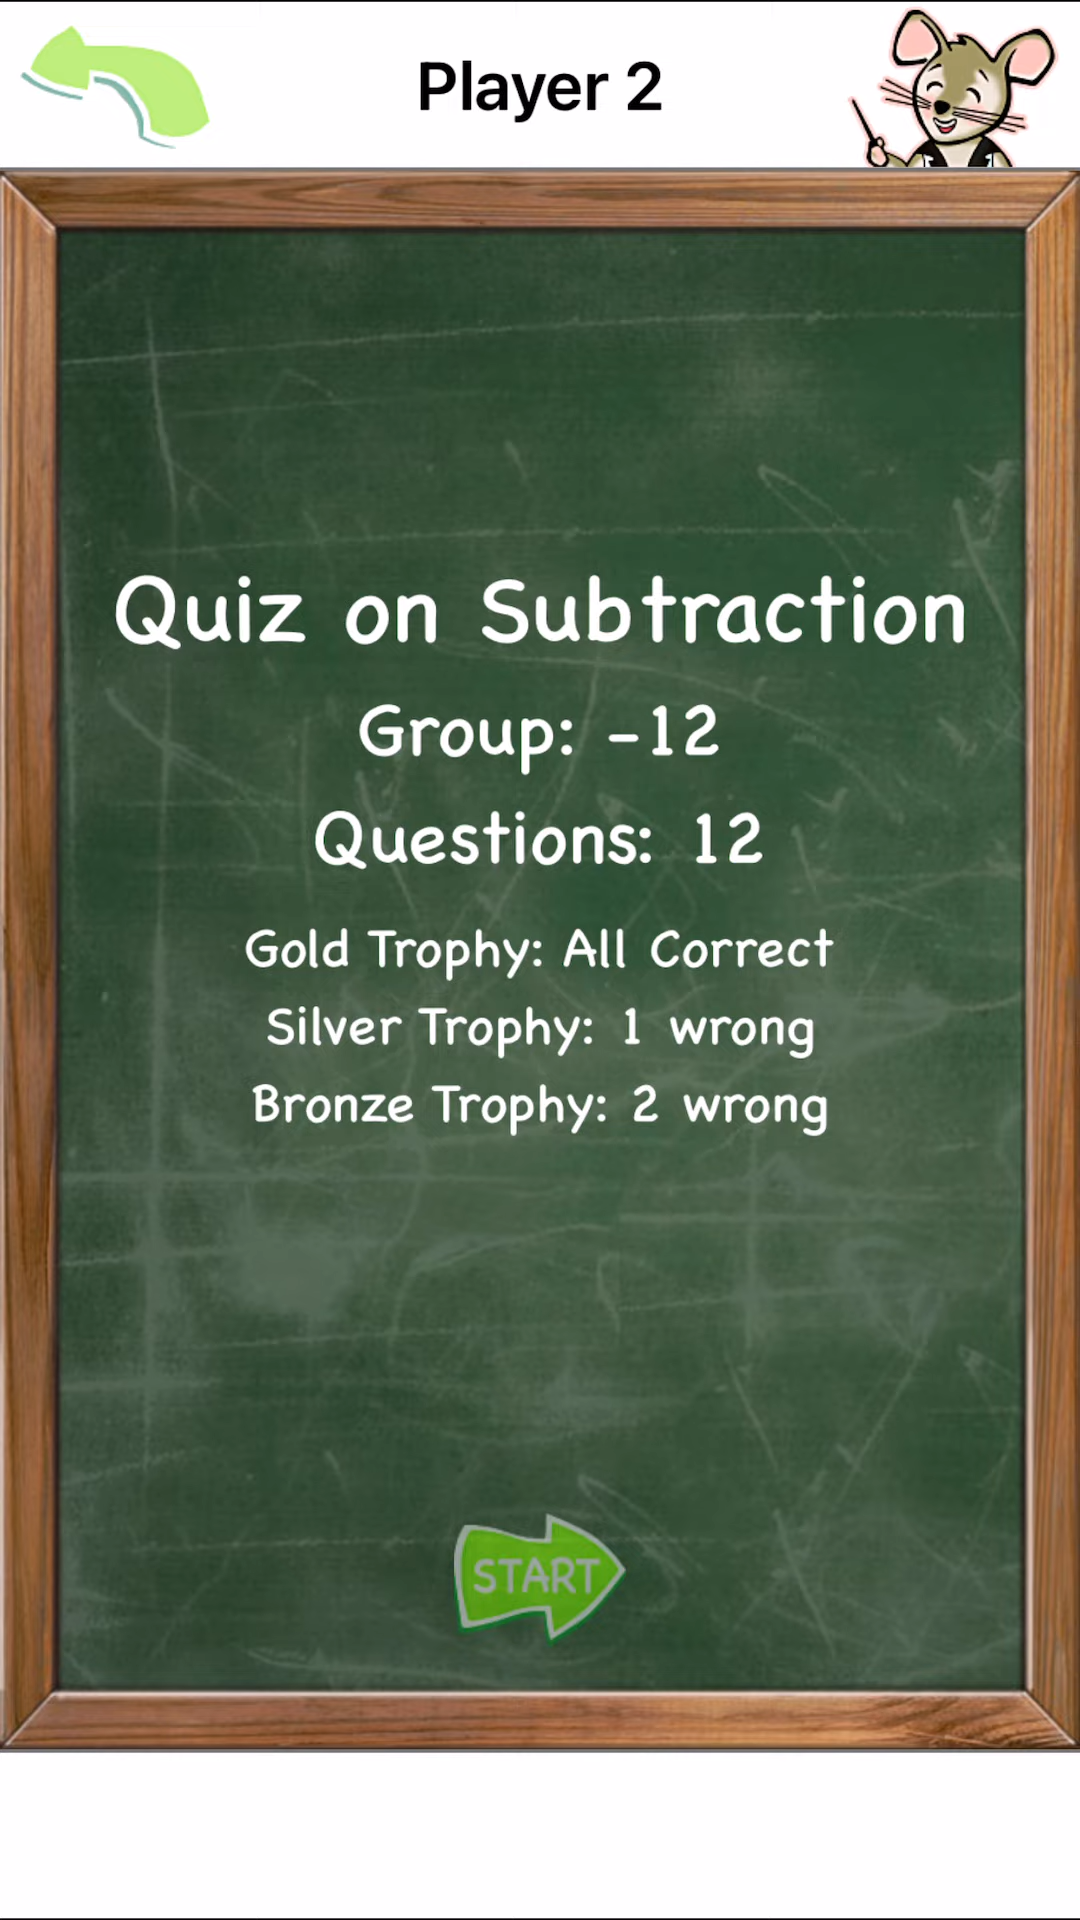 Player 2
Quiz on Subtraction
Group: -12
Questions: 12
Gold Trophy: All Correct
Silver Trophy: 1 wrong
Bronze Trophy: 2 wrong
START